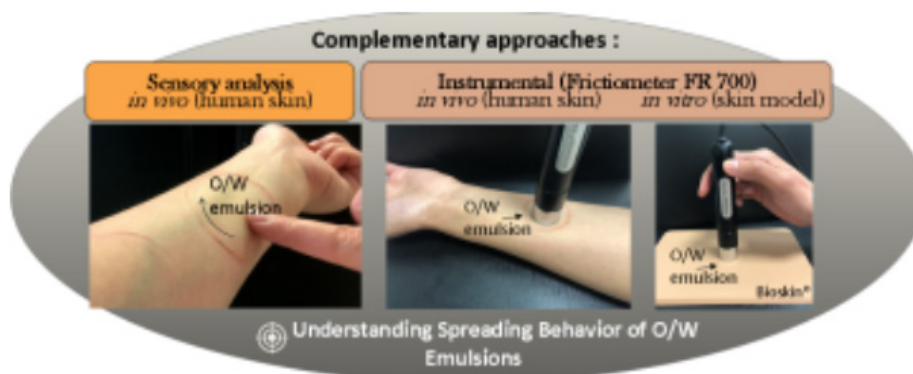 Complementary approaches :
Sensory analysis
in vivo (human skin)
Instrumental (Frictiometer FR 700)
in vivo (human skin) in vitro (skin model)
O/W
emulsion
O/W
emulsion
O/W
emulsion
Bioskin®
Understanding Spreading Behavior of O/W
Emulsions